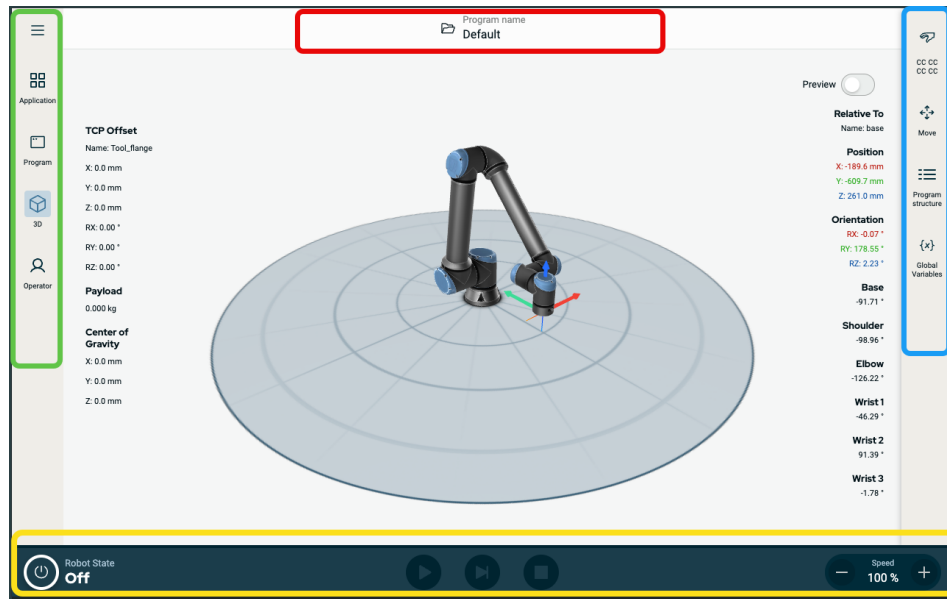 Program name
Default
CC CC
CC CC
Application
Move
Program
Program
structure
3D
Global
Variables
Operator
Preview
TCP Offset
Name: Tool_flange
X: 0.0 mm
Y: 0.0 mm
Z: 0.0 mm
RX: 0.00 °
RY: 0.00 °
RZ: 0.00 °
Payload
0.000 kg
Center of
Gravity
X: 0.0 mm
Y: 0.0 mm
Z: 0.0 mm
Relative To
Name: base
Position
X: -189.6 mm
Y: -609.7 mm
Z: 261.0 mm
Orientation
RX: -0.07 °
RY: 178.55 °
RZ: 2.23 °
Base
-91.71 °
Shoulder
-98.96 °
Elbow
-126.22 °
Wrist 1
-46.29 °
Wrist 2
91.39 °
Wrist 3
-1.78 °
{x}
Robot State
Off
Speed
100 %